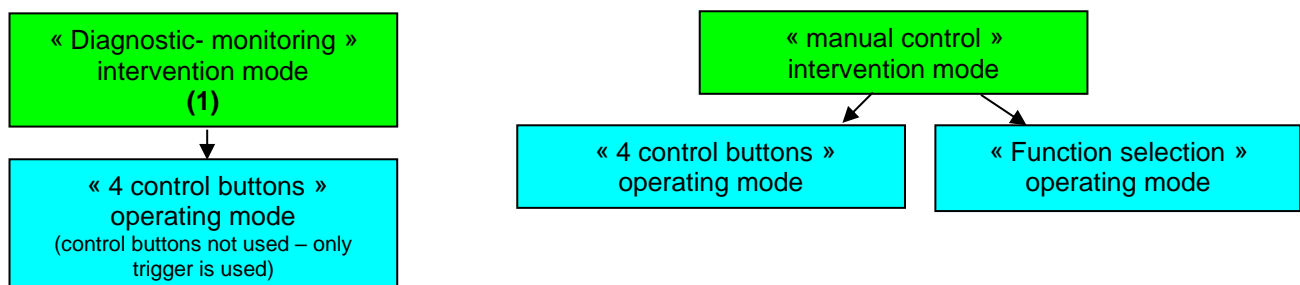 « Diagnostic- monitoring »
intervention mode
(1)
« 4 control buttons »
operating mode
(control buttons not used – only
trigger is used)
« manual control »
intervention mode
« 4 control buttons »
operating mode
« Function selection »
operating mode